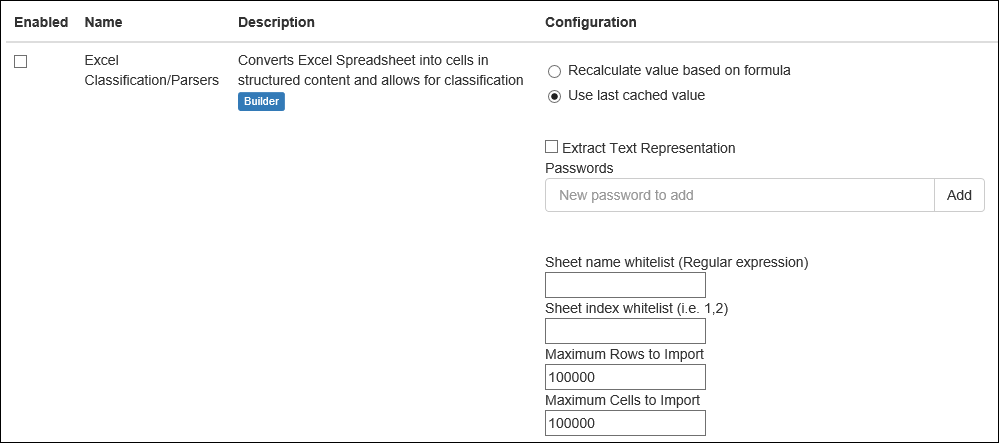 Enabled Name Description Configuration
Excel Classification/Parsers
Converts Excel Spreadsheet into cells in
structured content and allows for classification
Builder
Recalculate value based on formula
Use last cached value
Extract Text Representation
Passwords
New password to add Add
Sheet name whitelist (Regular expression)
Sheet index whitelist (i.e. 1,2)
Maximum Rows to Import
100000
Maximum Cells to Import
100000